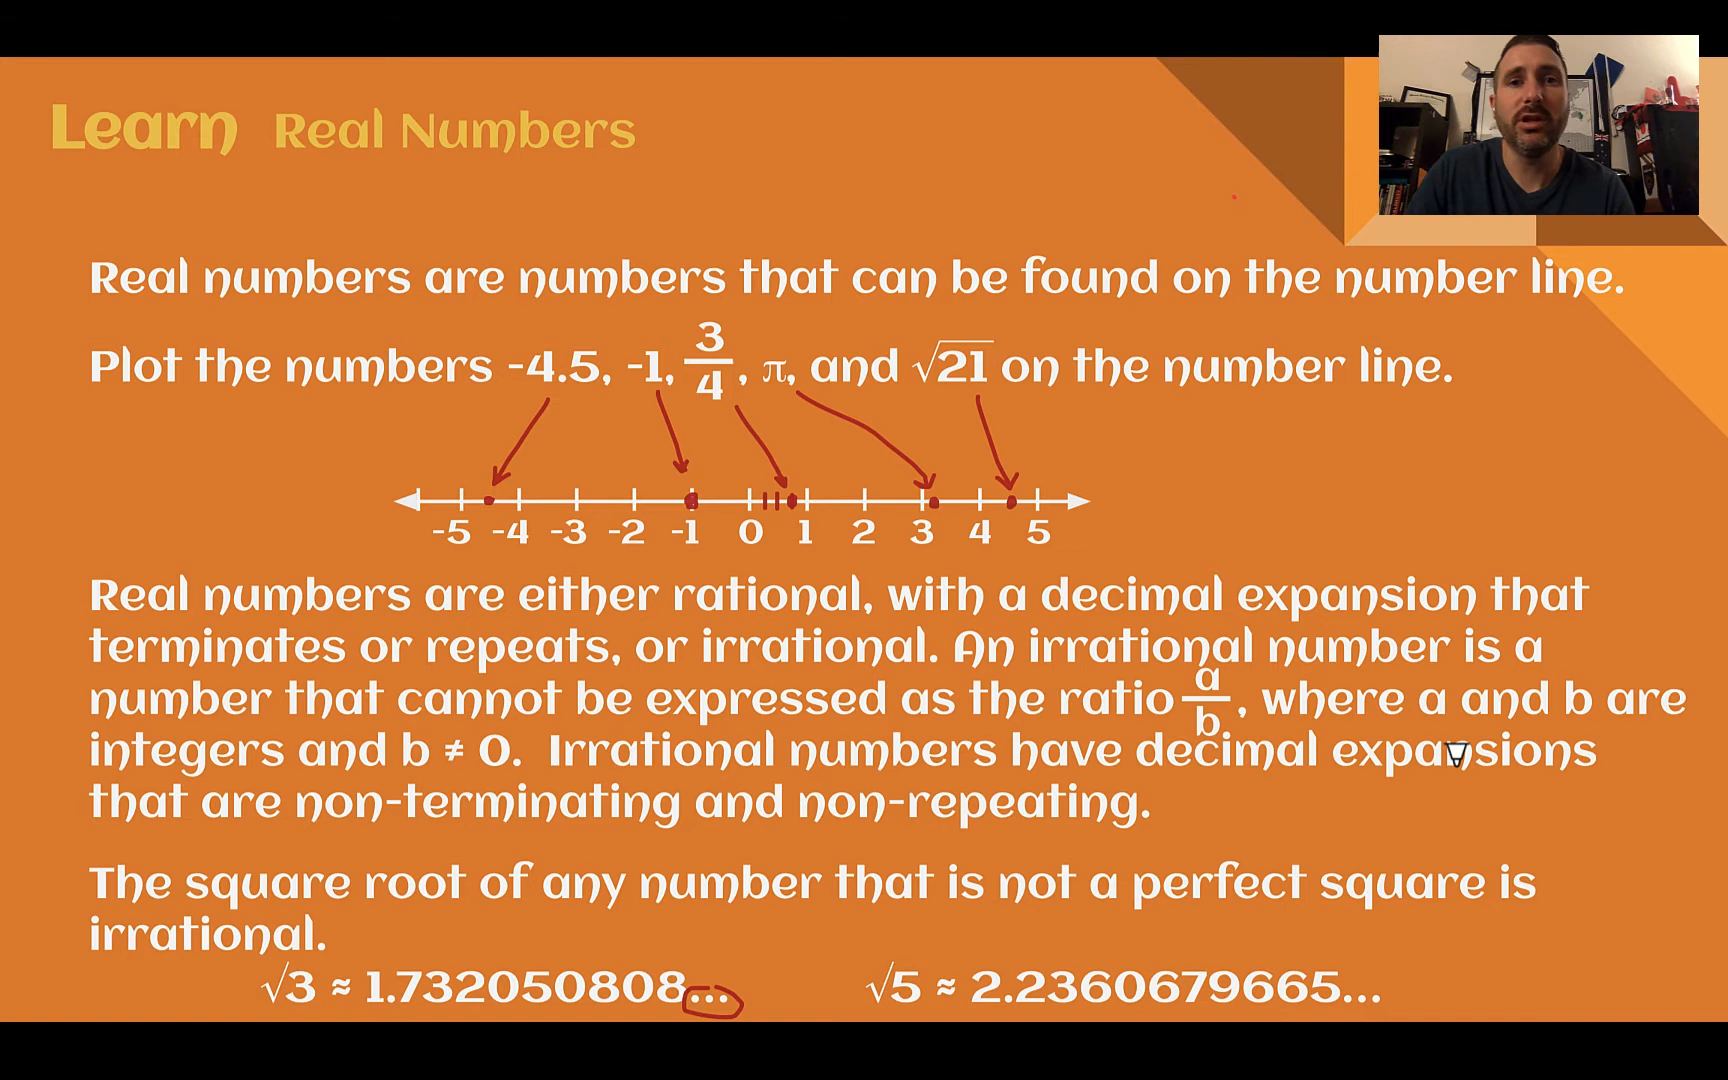 Learn Real Numbers
Real numbers are numbers that can be found on the number line.
Plot the numbers -4.5, -1, 3/4, π, and √21 on the number line.
-5 -4 -3 -2 -1 0 1 2 3 4 5
Real numbers are either rational, with a decimal expansion that
terminates or repeats, or irrational. An irrational number is a
number that cannot be expressed as the ratio a/b, where a and b are
integers and b ≠ 0. Irrational numbers have decimal expansions
that are non-terminating and non-repeating.
The square root of any number that is not a perfect square is
irrational.
√3 ≈ 1.732050808... √5 ≈ 2.2360679665...